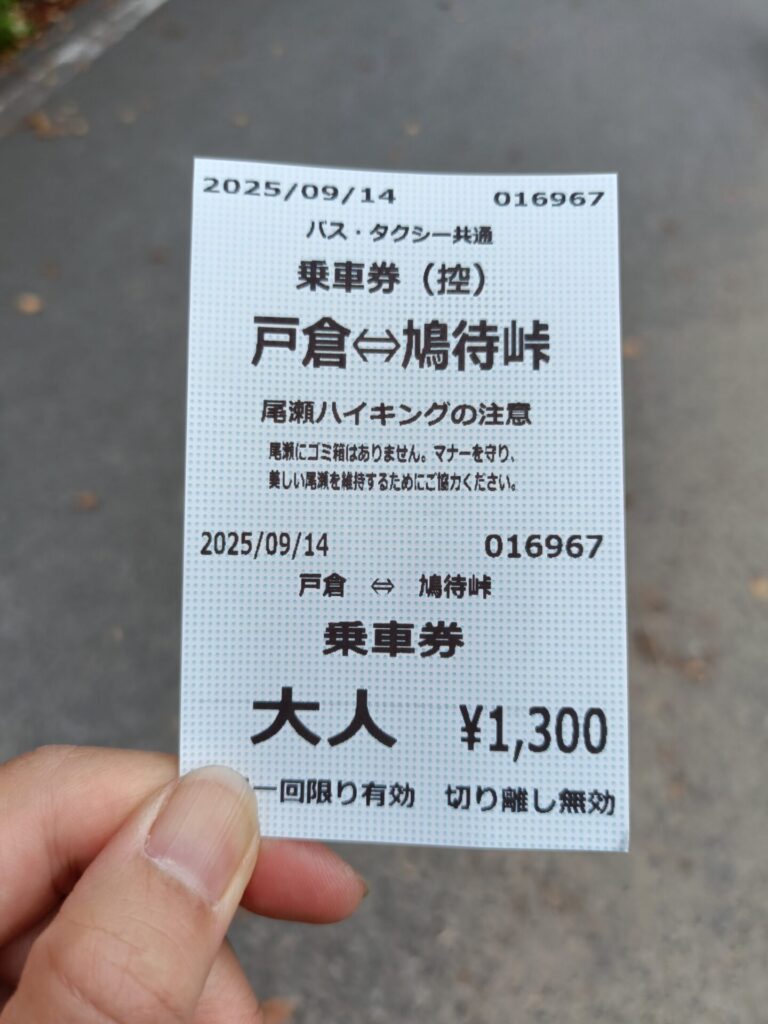 2025/09/14 016967
バス・タクシー共通
乗車券（控）
戸倉⇔鳩待峠
尾瀬ハイキングの注意
尾瀬にゴミ箱はありません。マナーを守り、
美しい尾瀬を維持するためにご協力ください。
2025/09/14 016967
戸倉 ⇔ 鳩待峠
乗車券
大人 ¥1,300
一回限り有効 切り離し無効